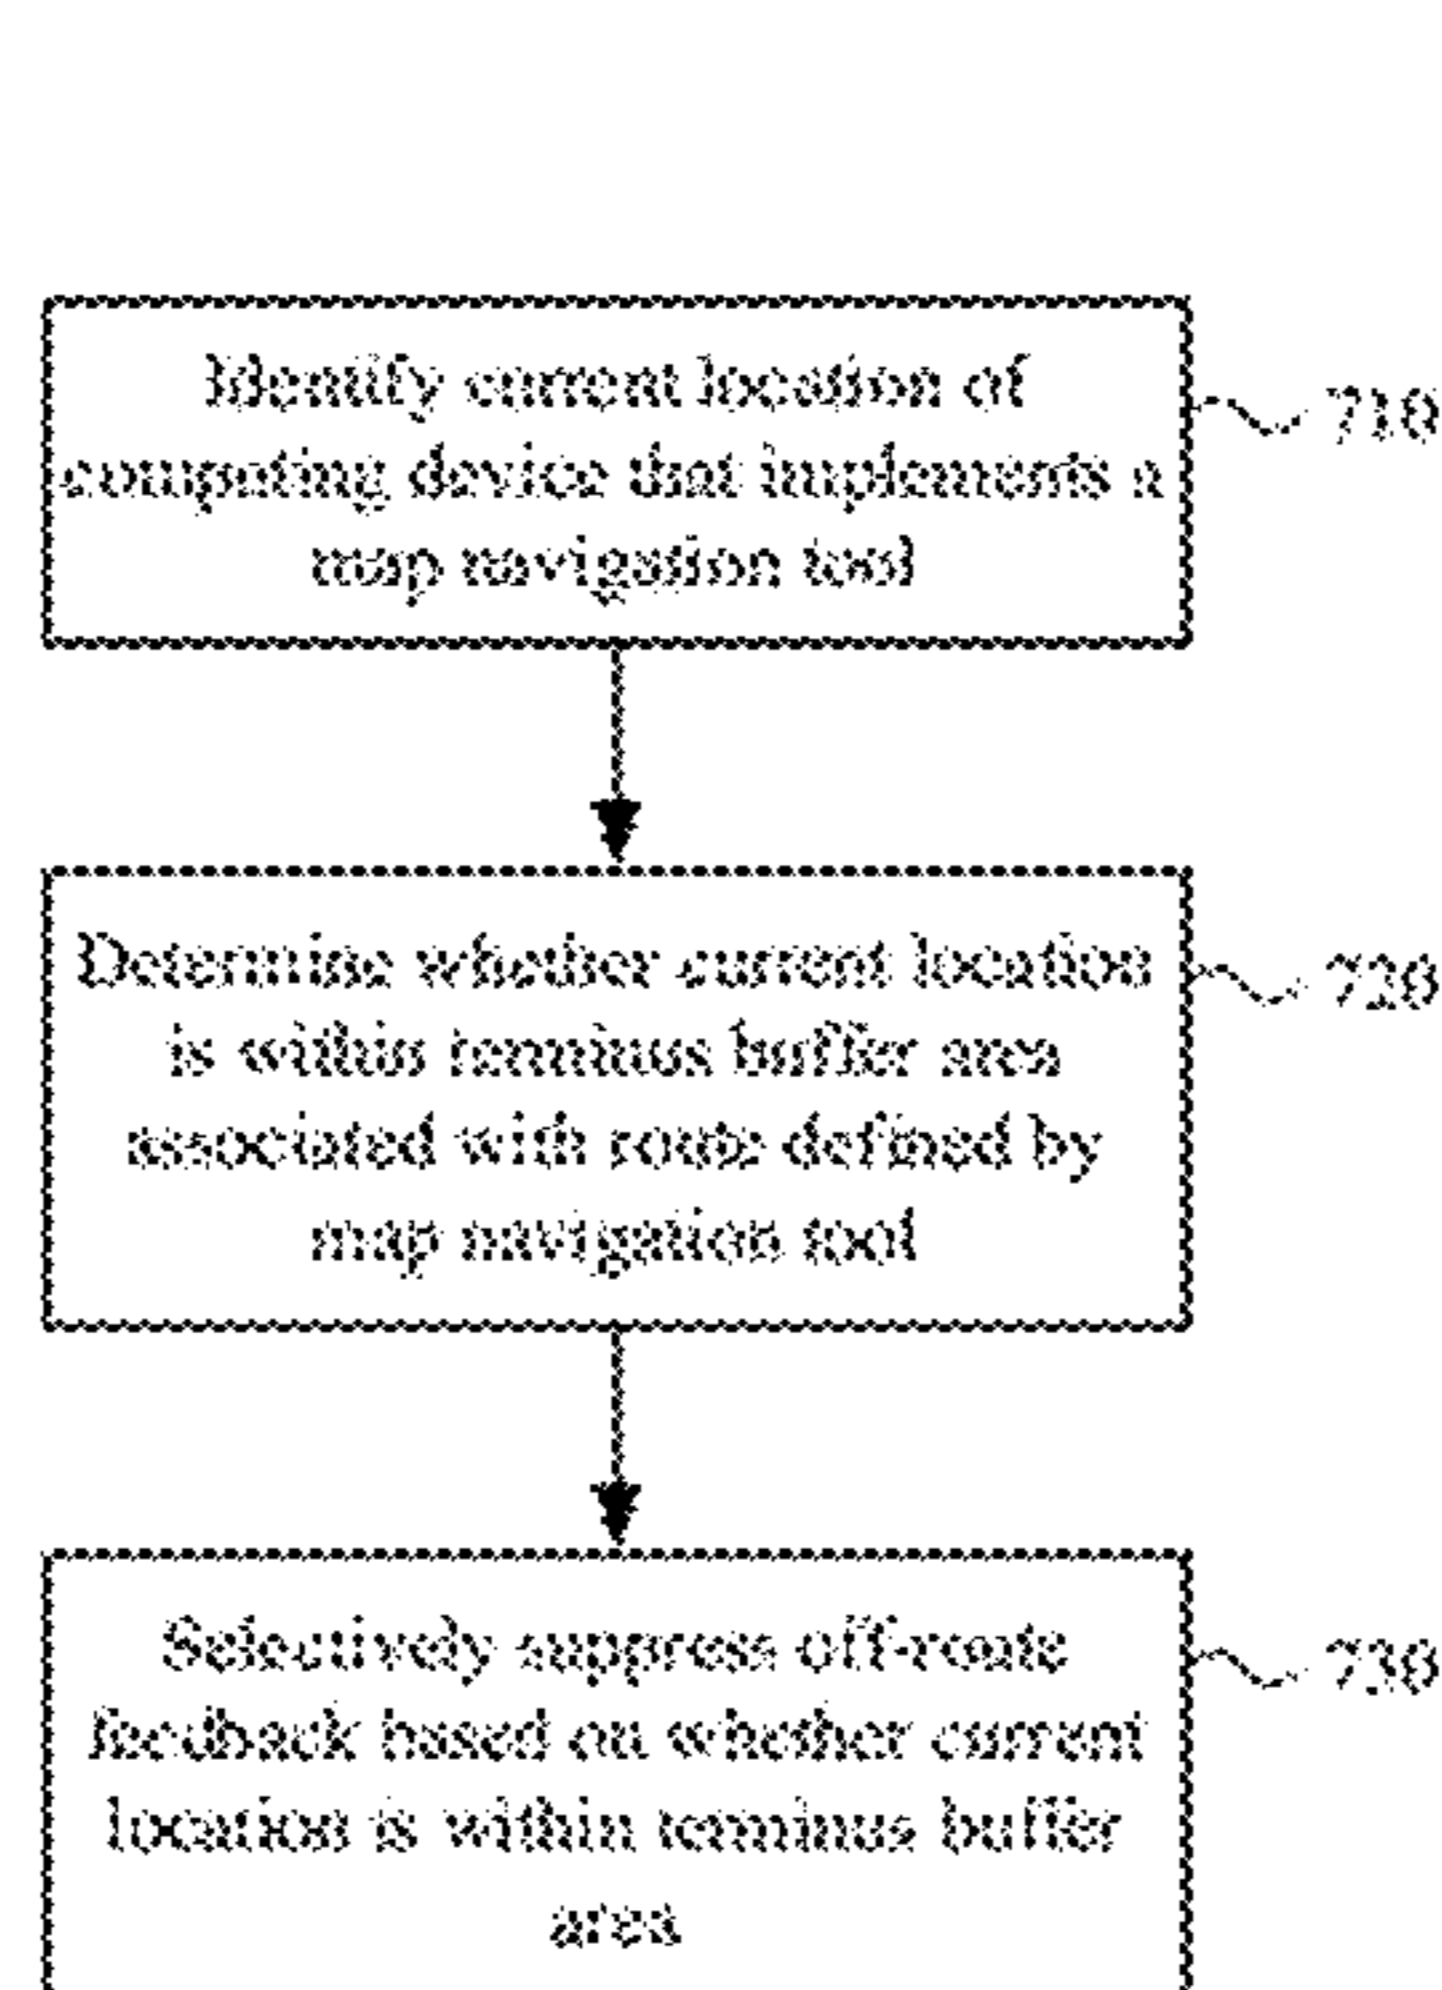 Identify current location of
computing device that implements a
map navigation tool
710
Determine whether current location
is within terminus buffer area
associated with route defined by
map navigation tool
720
Selectively suppress off-route
feedback based on whether current
location is within terminus buffer
area
730